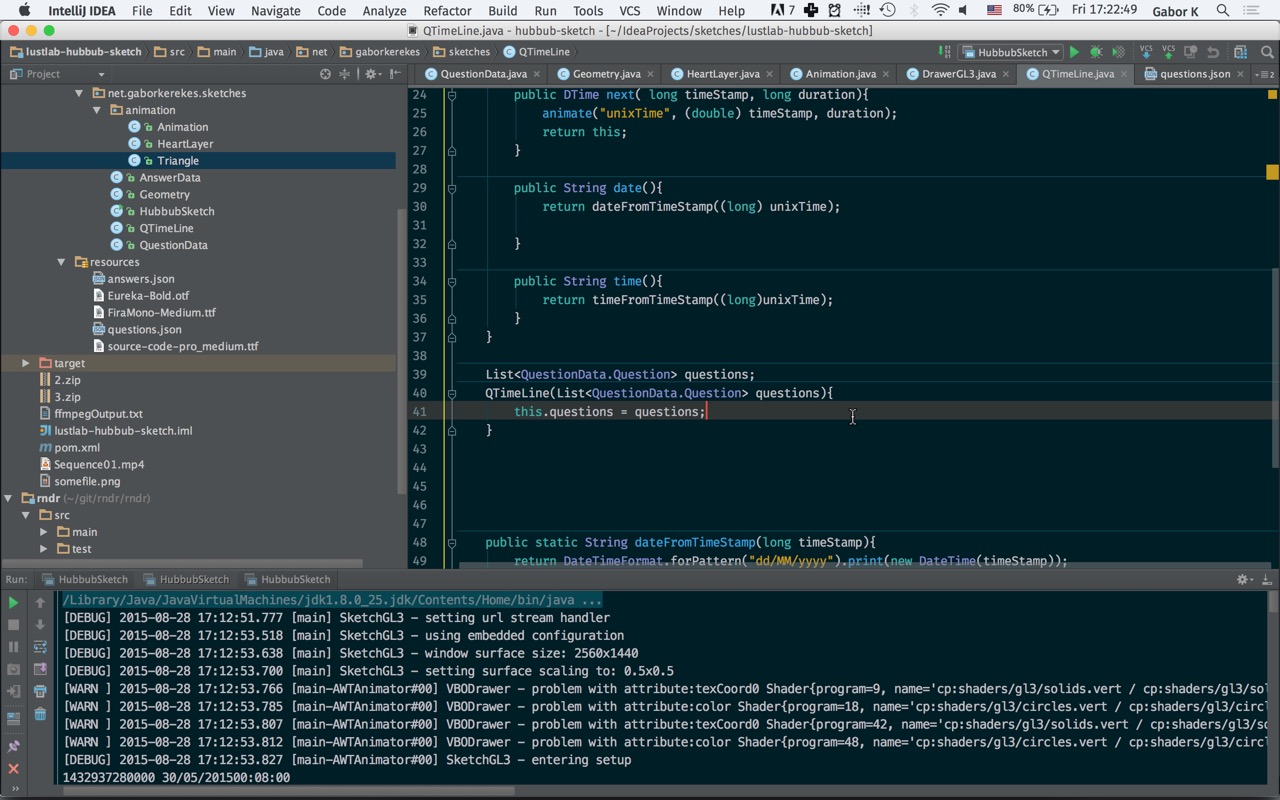 IntelliJ IDEA File Edit View Navigate Code Analyze Refactor Build Run Tools VCS Window Help 7 80% Fri 17:22:49 Gabor K
QTimeLine.java - hubbub-sketch - [~/IdeaProjects/sketches/lustlab-hubbub-sketch]
lustlab-hubbub-sketch src main java net gaborkerekes sketches QTimeLine HubbubSketch VCS VCS
Project QuestionData.java Geometry.java HeartLayer.java Animation.java DrawerGL3.java QTimeLine.java questions.json 2
net.gaborkerekes.sketches
animation
Animation
HeartLayer
Triangle
AnswerData
Geometry
HubbubSketch
QTimeLine
QuestionData
resources
answers.json
Eureka-Bold.otf
FiraMono-Medium.ttf
questions.json
source-code-pro_medium.ttf
target
2.zip
3.zip
ffmpegOutput.txt
lustlab-hubbub-sketch.iml
pom.xml
Sequence01.mp4
somefile.png
rndr (~/git/rndr/rndr)
src
main
test
24 public DTime next( long timeStamp, long duration){
25 animate("unixTime", (double) timeStamp, duration);
26 return this;
27 }
28
29 public String date(){
30 return dateFromTimeStamp((long) unixTime);
31
32 }
33
34 public String time(){
35 return timeFromTimeStamp((long)unixTime);
36 }
37 }
38
39 List<QuestionData.Question> questions;
40 QTimeLine(List<QuestionData.Question> questions){
41 this.questions = questions;
42 }
43
44
45
46
47
48 public static String dateFromTimeStamp(long timeStamp){
49 return DateTimeFormat.forPattern("dd/MM/yyyy").print(new DateTime(timeStamp));
Run: HubbubSketch HubbubSketch HubbubSketch
/Library/Java/JavaVirtualMachines/jdk1.8.0_25.jdk/Contents/Home/bin/java ...
[DEBUG] 2015-08-28 17:12:51.777 [main] SketchGL3 - setting url stream handler
[DEBUG] 2015-08-28 17:12:53.518 [main] SketchGL3 - using embedded configuration
[DEBUG] 2015-08-28 17:12:53.638 [main] SketchGL3 - window surface size: 2560x1440
[DEBUG] 2015-08-28 17:12:53.700 [main] SketchGL3 - setting surface scaling to: 0.5x0.5
[WARN ] 2015-08-28 17:12:53.766 [main-AWTAnimator#00] VBODrawer - problem with attribute:texCoord0 Shader{program=9, name='cp:shaders/gl3/solids.vert / cp:shaders/gl3/sol
[WARN ] 2015-08-28 17:12:53.785 [main-AWTAnimator#00] VBODrawer - problem with attribute:color Shader{program=18, name='cp:shaders/gl3/circles.vert / cp:shaders/gl3/circl
[WARN ] 2015-08-28 17:12:53.807 [main-AWTAnimator#00] VBODrawer - problem with attribute:texCoord0 Shader{program=42, name='cp:shaders/gl3/solids.vert / cp:shaders/gl3/so
[WARN ] 2015-08-28 17:12:53.812 [main-AWTAnimator#00] VBODrawer - problem with attribute:color Shader{program=48, name='cp:shaders/gl3/circles.vert / cp:shaders/gl3/circl
[DEBUG] 2015-08-28 17:12:53.827 [main-AWTAnimator#00] SketchGL3 - entering setup
1432937280000 30/05/201500:08:00